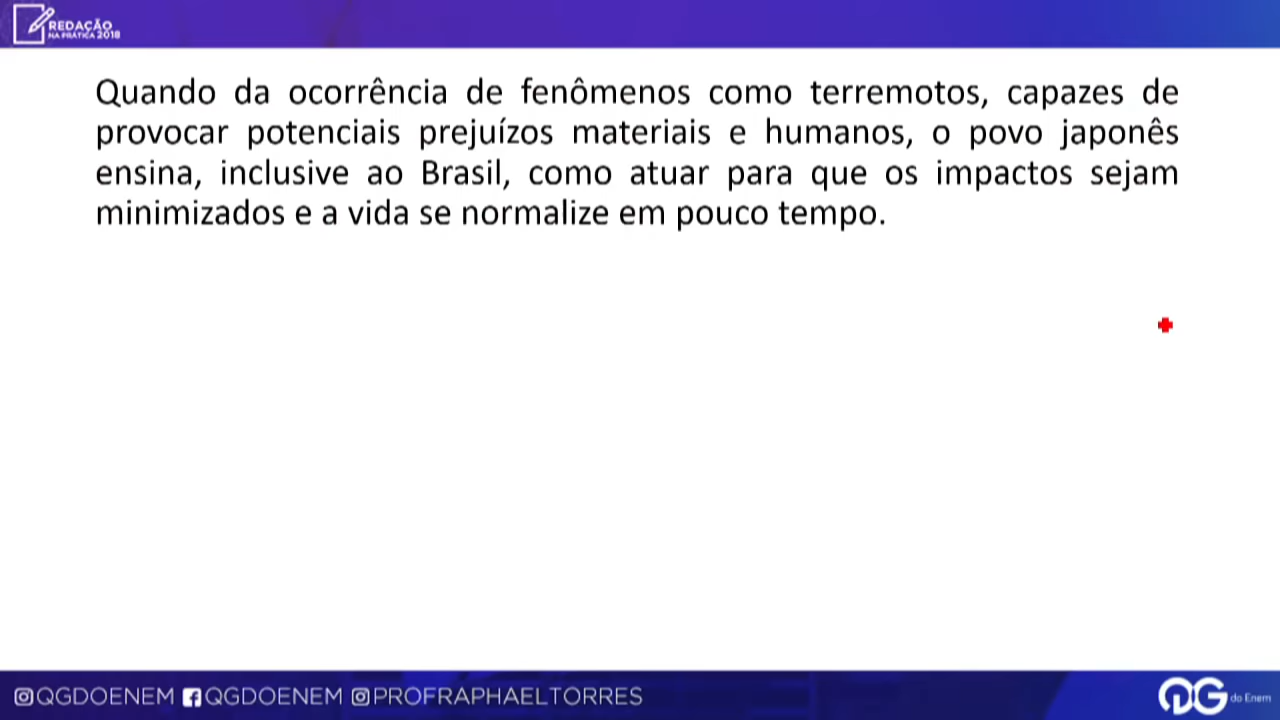 REDAÇÃO
NA PRÁTICA 2018
Quando da ocorrência de fenômenos como terremotos, capazes de
provocar potenciais prejuízos materiais e humanos, o povo japonês
ensina, inclusive ao Brasil, como atuar para que os impactos sejam
minimizados e a vida se normalize em pouco tempo.
@QGDOENEM QGDOENEM @PROFRAPHAELTORRES
QG do Enem